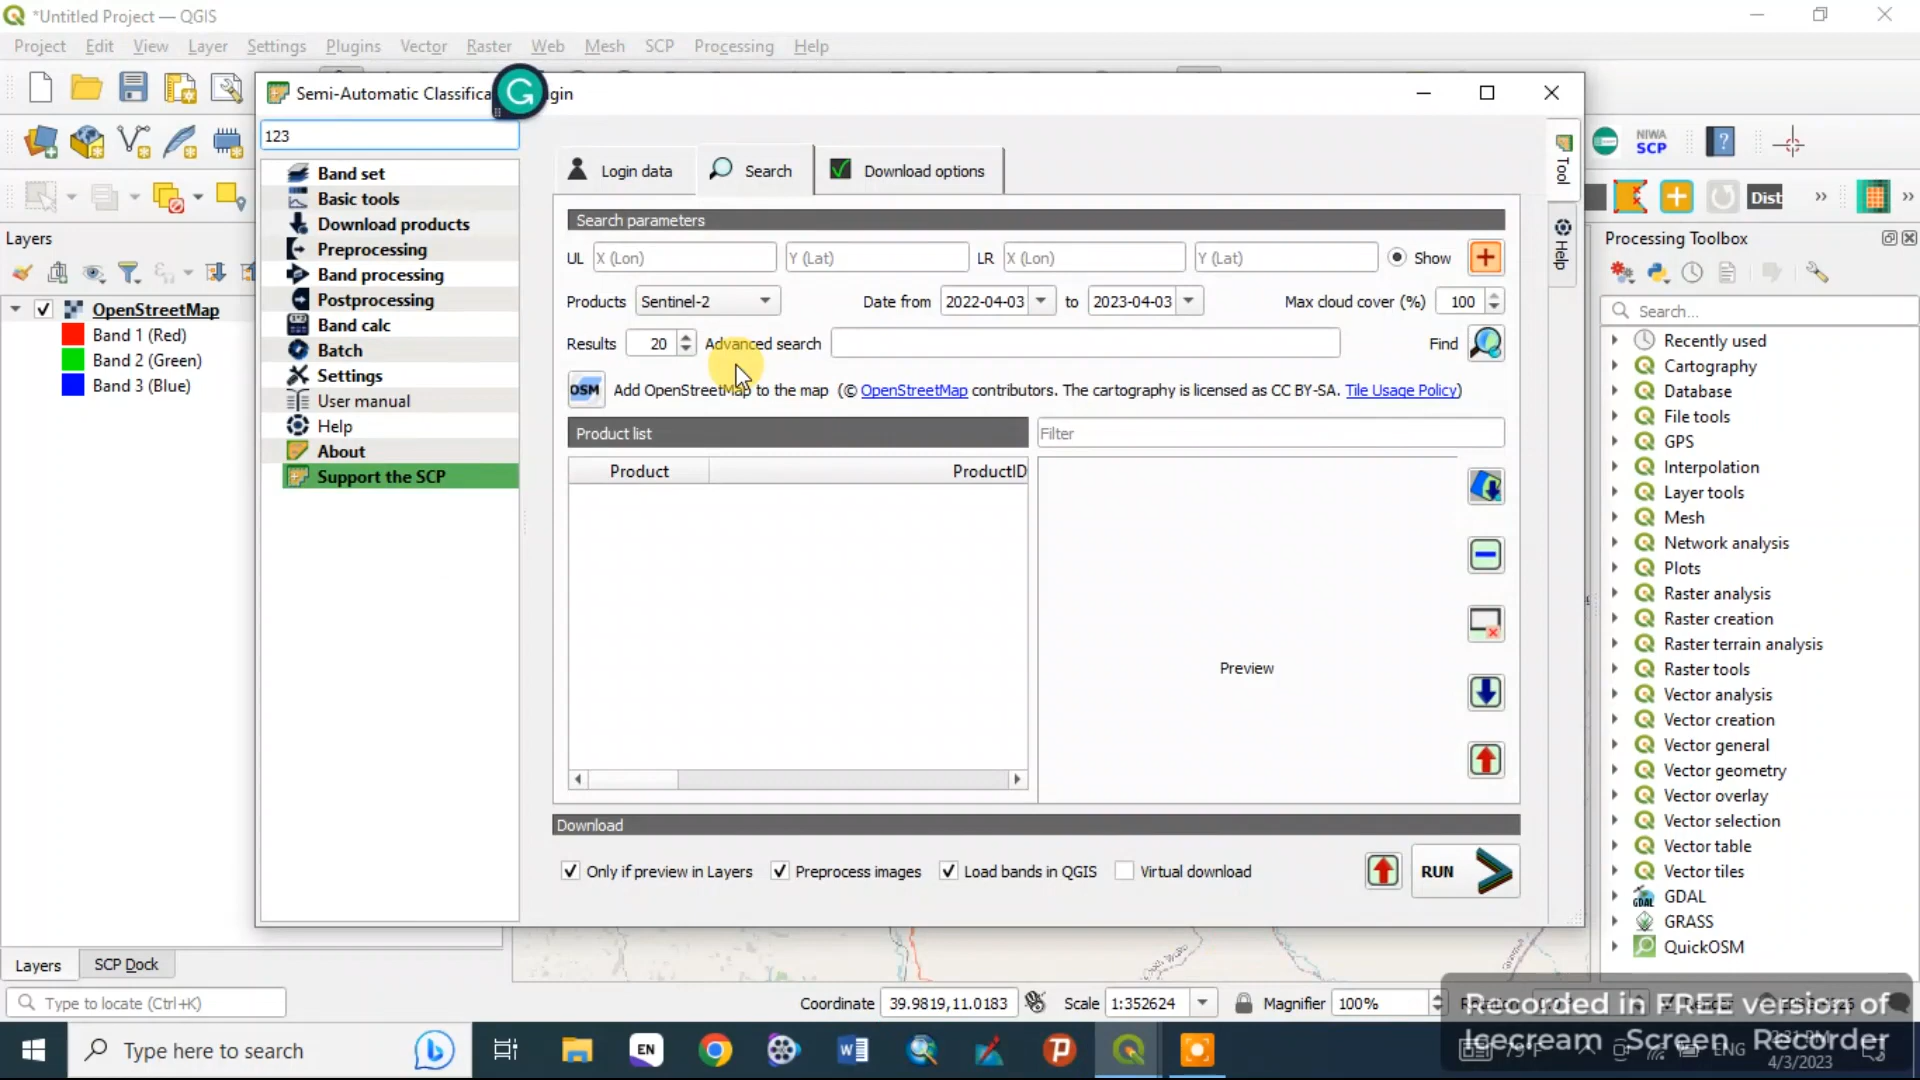 *Untitled Project — QGIS
Project Edit View Layer Settings Plugins Vector Raster Web Mesh SCP Processing Help
Semi-Automatic Classifica gin
123
NIWA
SCP
Band set
Basic tools
Download products
Preprocessing
Band processing
Postprocessing
Band calc
Batch
Settings
User manual
Help
About
Support the SCP
Login data Search Download options
Tool
Help
Search parameters
UL X (Lon) Y (Lat) LR X (Lon) Y (Lat) Show
Products Sentinel-2 Date from 2022-04-03 to 2023-04-03 Max cloud cover (%) 100
Results 20 Advanced search Find
OSM Add OpenStreetMap to the map (© OpenStreetMap contributors. The cartography is licensed as CC BY-SA. Tile Usage Policy)
Product list Filter
Product ProductID
Preview
Download
Only if preview in Layers Preprocess images Load bands in QGIS Virtual download RUN
Layers
OpenStreetMap
Band 1 (Red)
Band 2 (Green)
Band 3 (Blue)
Dist
Processing Toolbox
Search...
Recently used
Cartography
Database
File tools
GPS
Interpolation
Layer tools
Mesh
Network analysis
Plots
Raster analysis
Raster creation
Raster terrain analysis
Raster tools
Vector analysis
Vector creation
Vector general
Vector geometry
Vector overlay
Vector selection
Vector table
Vector tiles
GDAL
GRASS
QuickOSM
Layers SCP Dock
Type to locate (Ctrl+K) Coordinate 39.9819,11.0183 Scale 1:352624 Magnifier 100%
Recorded in FREE version of
Icecream Screen Recorder
Type here to search EN ENG
4/3/2023